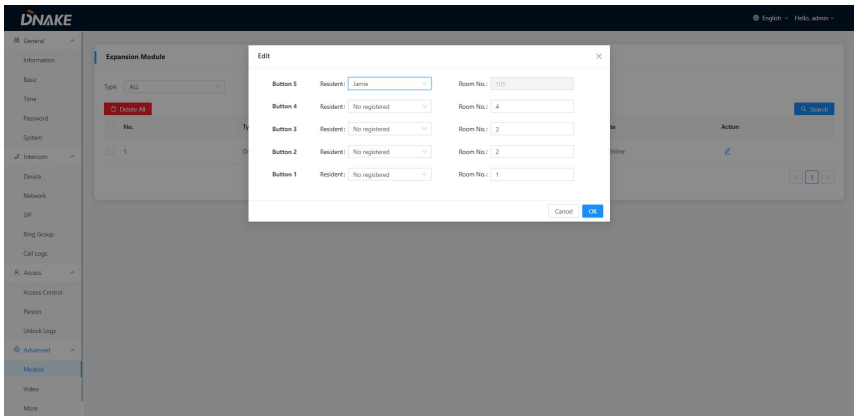 DNAKE
English Hello, admin
General
Information
Basic
Time
Password
System
Intercom
Device
Network
SIP
Ring Group
Call Logs
Access
Access Control
Person
Unlock Logs
Advanced
Module
Video
More
Expansion Module
Type ALL
Delete All
Search
No.
Action
1
Online
1
Edit
Button 5 Resident: Jamie Room No.: 105
Button 4 Resident: No registered Room No.: 4
Button 3 Resident: No registered Room No.: 3
Button 2 Resident: No registered Room No.: 2
Button 1 Resident: No registered Room No.: 1
Cancel OK